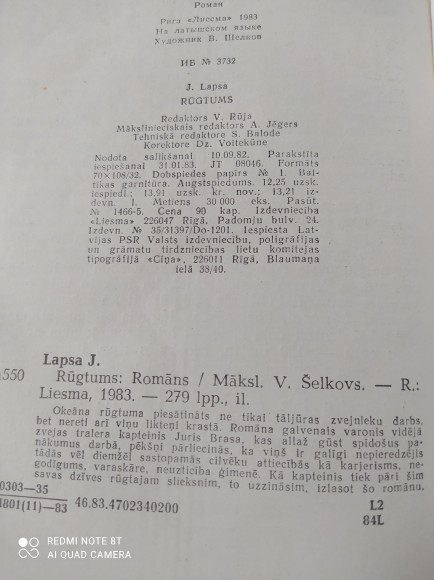 Роман
Рига «Лиесма» 1983
На латышском языке
Художник В. Шелков
ИБ № 3732
J. Lapsa
RŪGTUMS
Redaktors V. Rūja
Mākslinieciskais redaktors A. Jēgers
Tehniskā redaktore S. Balode
Korektore Dz. Voitekūne
Nodota salikšanai 10.09.82. Parakstīta
iespiešanai 31.01.83. JT 08046. Formāts
70×108/32. Dobspiedes papīrs № 1. Bal-
tikas garnitūra. Augstspiedums. 12,25 uzsk.
iespiedl.; 13,91 uzsk. kr. nov.; 13,21 iz-
devn. l. Metiens 30 000 eks. Pasūt.
№ 1466-5. Cena 90 kap. Izdevniecība
«Liesma» 226047 Rīgā, Padomju bulv. 24.
Izdevn. № 35/31397/Do-1201. Iespiesta Lat-
vijas PSR Valsts izdevniecību, poligrāfijas
un grāmatu tirdzniecības lietu komitejas
tipogrāfijā «Cīņa», 226011 Rīgā, Blaumaņa
ielā 38/40.
Lapsa J.
550 Rūgtums: Romāns / Māksl. V. Šelkovs. — R.:
Liesma, 1983. — 279 lpp., il.
Okeāna rūgtuma piesātināts ne tikai tāljūras zvejnieku darbs,
bet nereti arī viņu likteņi krastā. Romāna galvenais varonis vidējā
zvejas tralera kapteinis Juris Brasa, kas allaž gūst spīdošus pa-
nākumus darbā, pēkšņi pārliecinās, ka viņš ir galīgi nepieredzējis
tādās vēl diemžēl sastopamās cilvēku attiecībās kā karjerisms, ne-
godīgums, varaskāre, neuzticība ģimenē. Kā kapteinis tiek pāri šim
savas dzīves rūgtajam slieksnim, to uzzināsim, izlasot šo romānu.
0303—35
4801(11)—83 46.83.4702340200
L2
84L
REDMI NOTE 8T
AI QUAD CAMERA